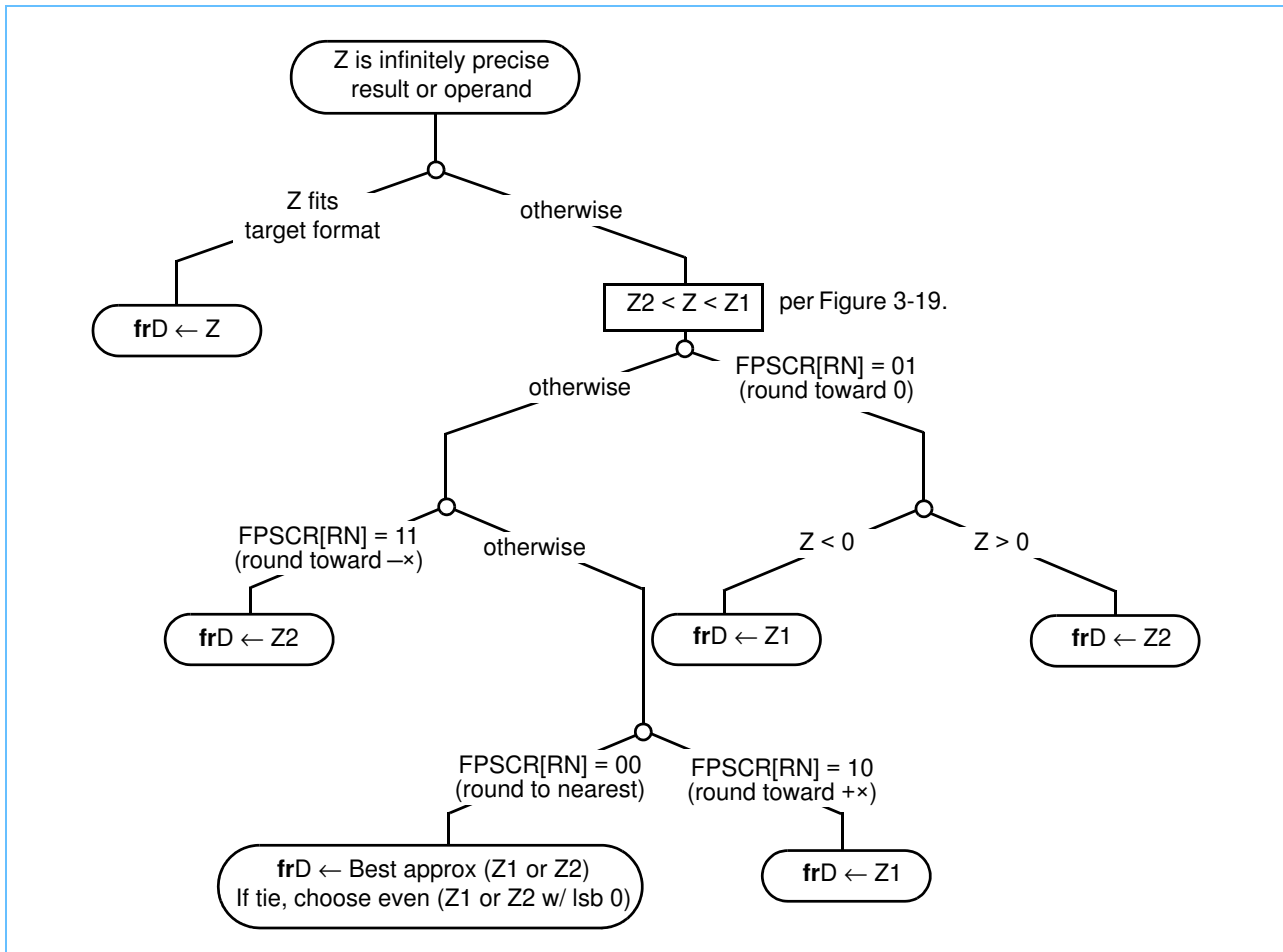 Z is infinitely precise
result or operand
Z fits
target format
otherwise
Z2 < Z < Z1
per Figure 3-19.
frD ← Z
otherwise
FPSCR[RN] = 01
(round toward 0)
FPSCR[RN] = 11
(round toward –×)
otherwise
Z < 0
Z > 0
frD ← Z2
frD ← Z1
frD ← Z2
FPSCR[RN] = 00
(round to nearest)
FPSCR[RN] = 10
(round toward +×)
frD ← Best approx (Z1 or Z2)
If tie, choose even (Z1 or Z2 w/ lsb 0)
frD ← Z1